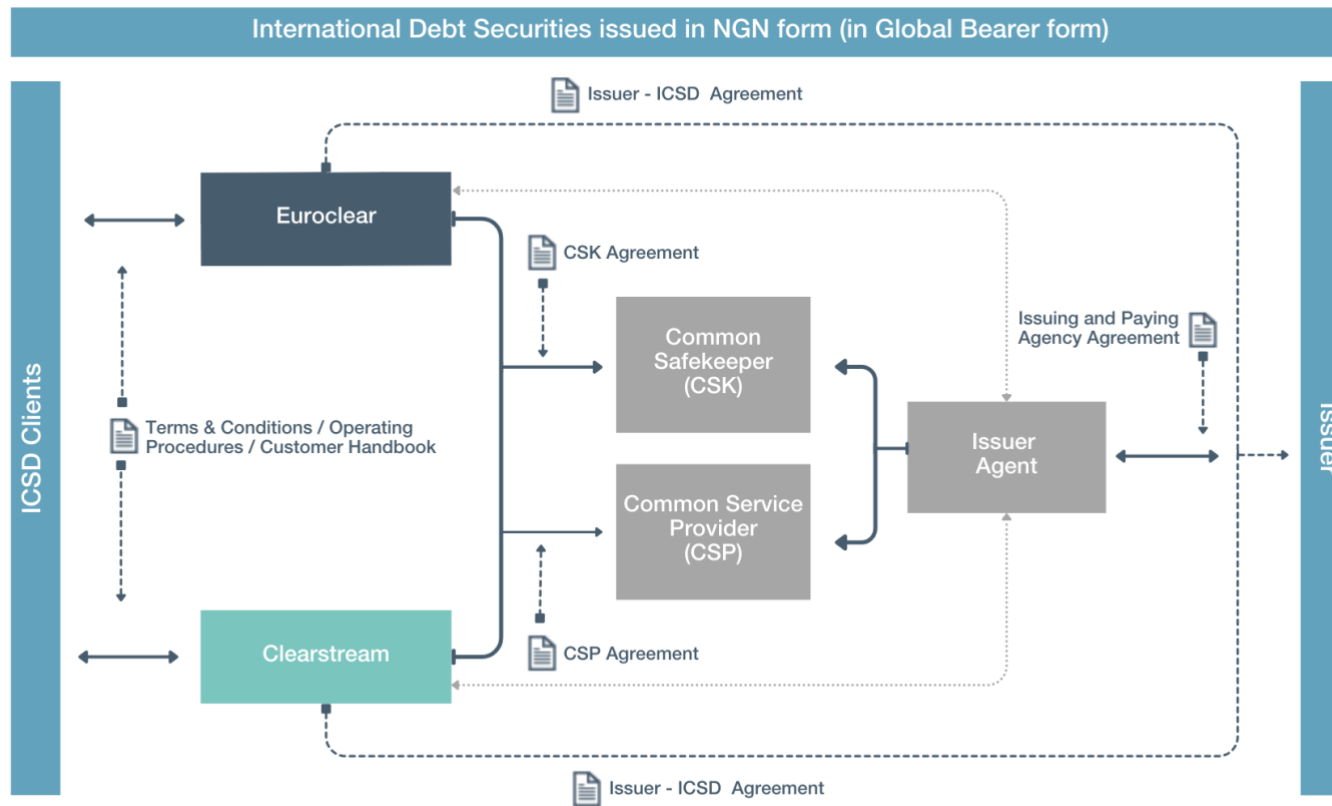 International Debt Securities issued in NGN form (in Global Bearer form)
Issuer - ICSD Agreement
Euroclear
CSK Agreement
Common
Safekeeper
(CSK)
Issuing and Paying
Agency Agreement
ICSD Clients
Terms & Conditions / Operating
Procedures / Customer Handbook
Issuer
Agent
Issuer
Common Service
Provider
(CSP)
Clearstream
CSP Agreement
Issuer - ICSD Agreement